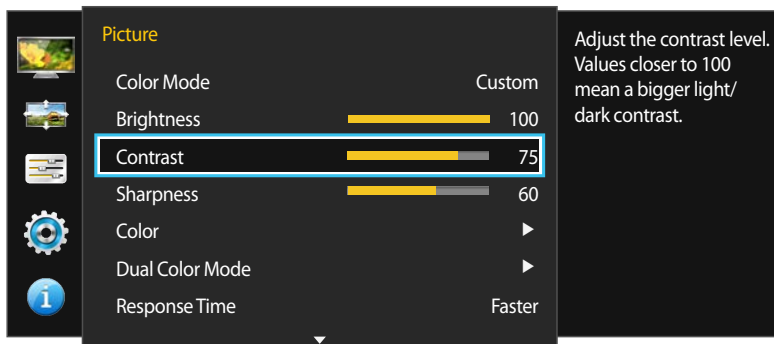 Picture
Color Mode Custom
Brightness 100
Contrast 75
Sharpness 60
Color
Dual Color Mode
Response Time Faster
Adjust the contrast level.
Values closer to 100
mean a bigger light/
dark contrast.
i